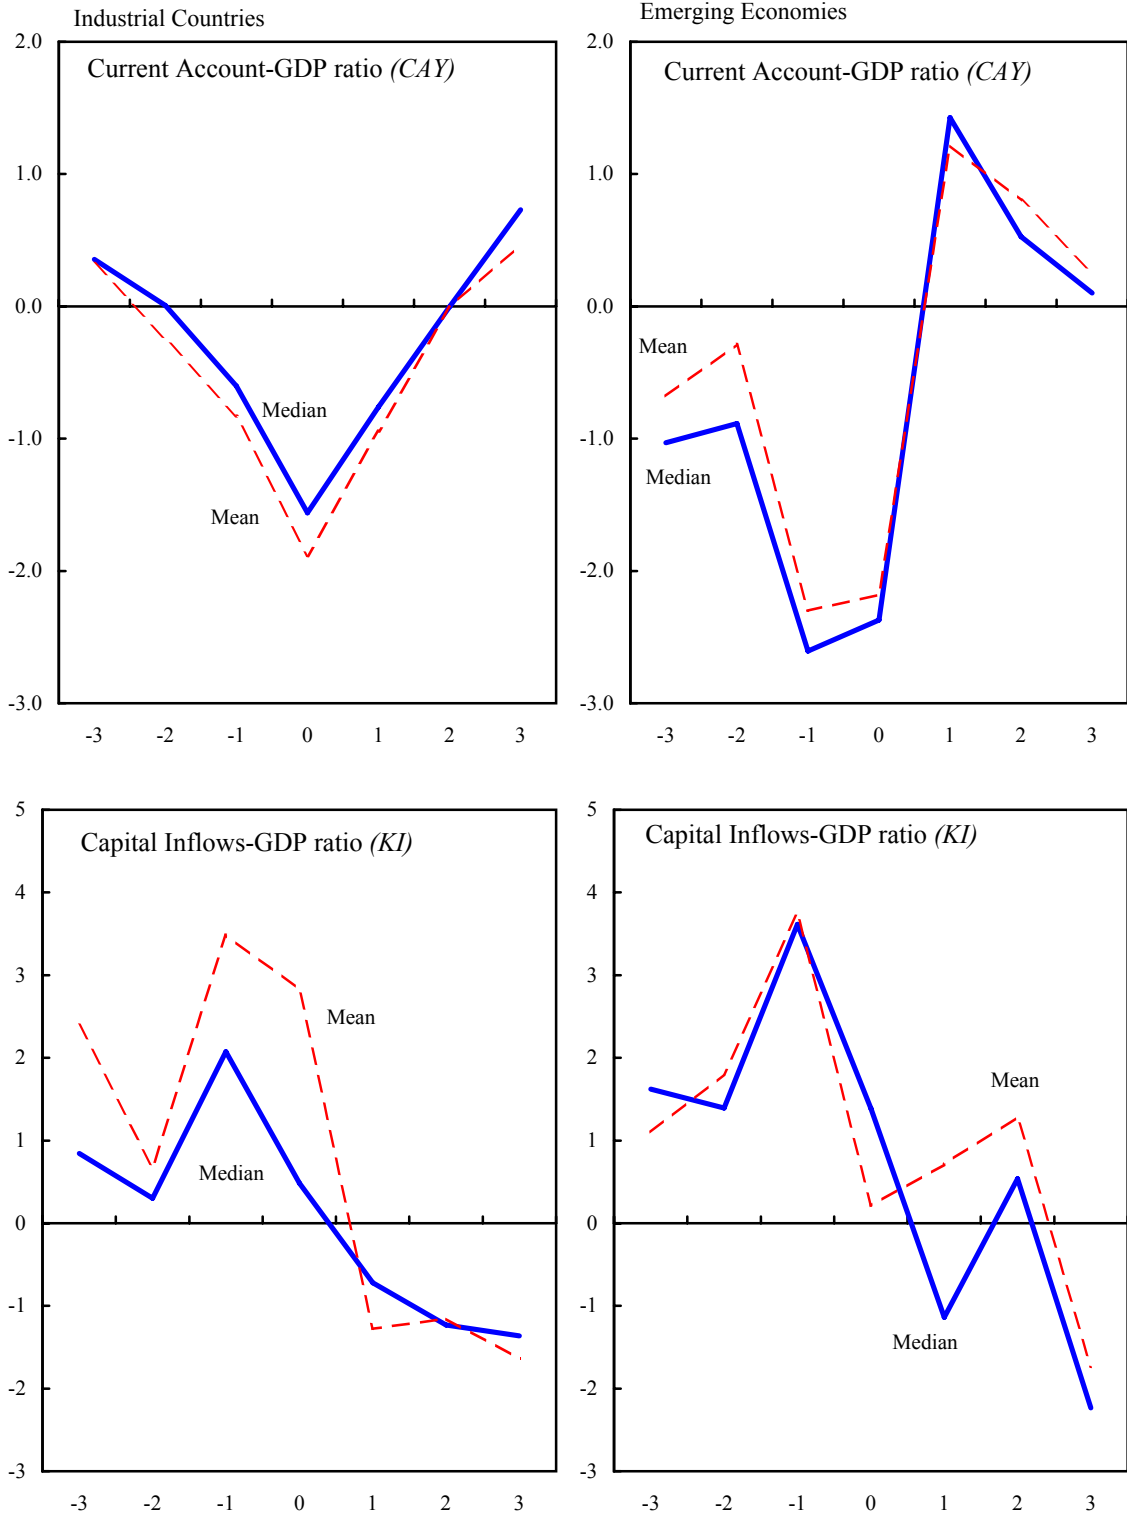 Industrial Countries
Emerging Economies
2.0
Current Account-GDP ratio (CAY)
1.0
0.0
Median
-1.0
Mean
-2.0
-3.0
-3 -2 -1 0 1 2 3
2.0
Current Account-GDP ratio (CAY)
1.0
0.0
Mean
-1.0
Median
-2.0
-3.0
-3 -2 -1 0 1 2 3
5
Capital Inflows-GDP ratio (KI)
4
3
Mean
2
1
Median
0
-1
-2
-3
-3 -2 -1 0 1 2 3
5
Capital Inflows-GDP ratio (KI)
4
3
2
Mean
1
0
-1
Median
-2
-3
-3 -2 -1 0 1 2 3